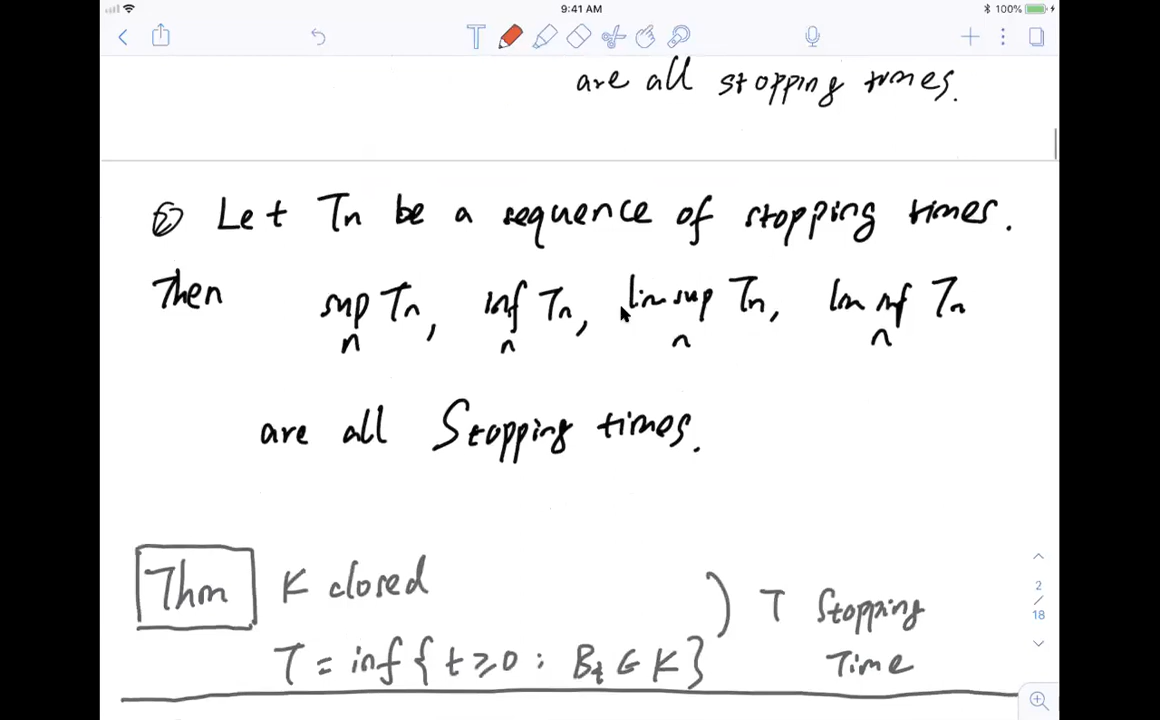 9:41 AM
100%
are all stopping times.
② Let Tn be a sequence of stopping times.
Then sup Tn, inf Tn, lim sup Tn, lim inf Tn
n n n n
are all Stopping times.
Thm K closed
T = inf { t ≥ 0 : Bt ∈ K } ) T Stopping Time
2
/
18